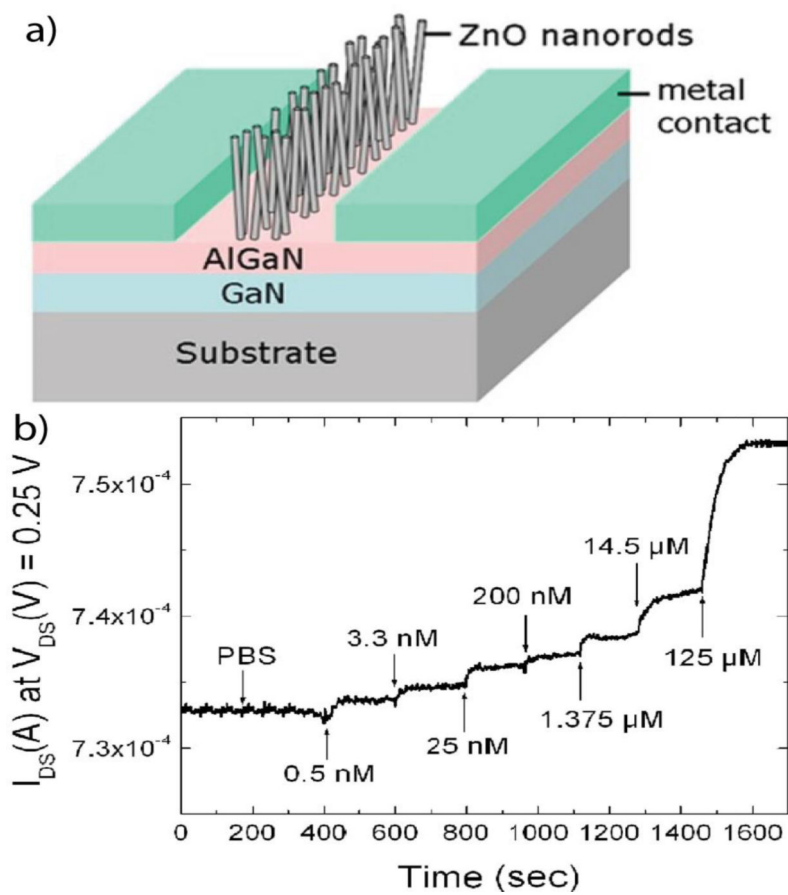 a)
ZnO nanorods
metal
contact
AlGaN
GaN
Substrate
b)
I_DS(A) at V_DS(V) = 0.25 V
7.5x10⁻⁴
7.4x10⁻⁴
7.3x10⁻⁴
PBS
0.5 nM
3.3 nM
25 nM
200 nM
1.375 µM
14.5 µM
125 µM
0 200 400 600 800 1000 1200 1400 1600
Time (sec)